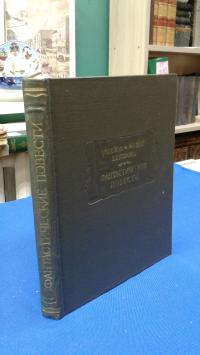 ФАНТАСТИЧЕСКИЕ ПОВЕСТИ
УОЛПОЛ · КАЗОТ
БЕКФОРД
ФАНТАСТИЧЕСКИЕ
ПОВЕСТИ